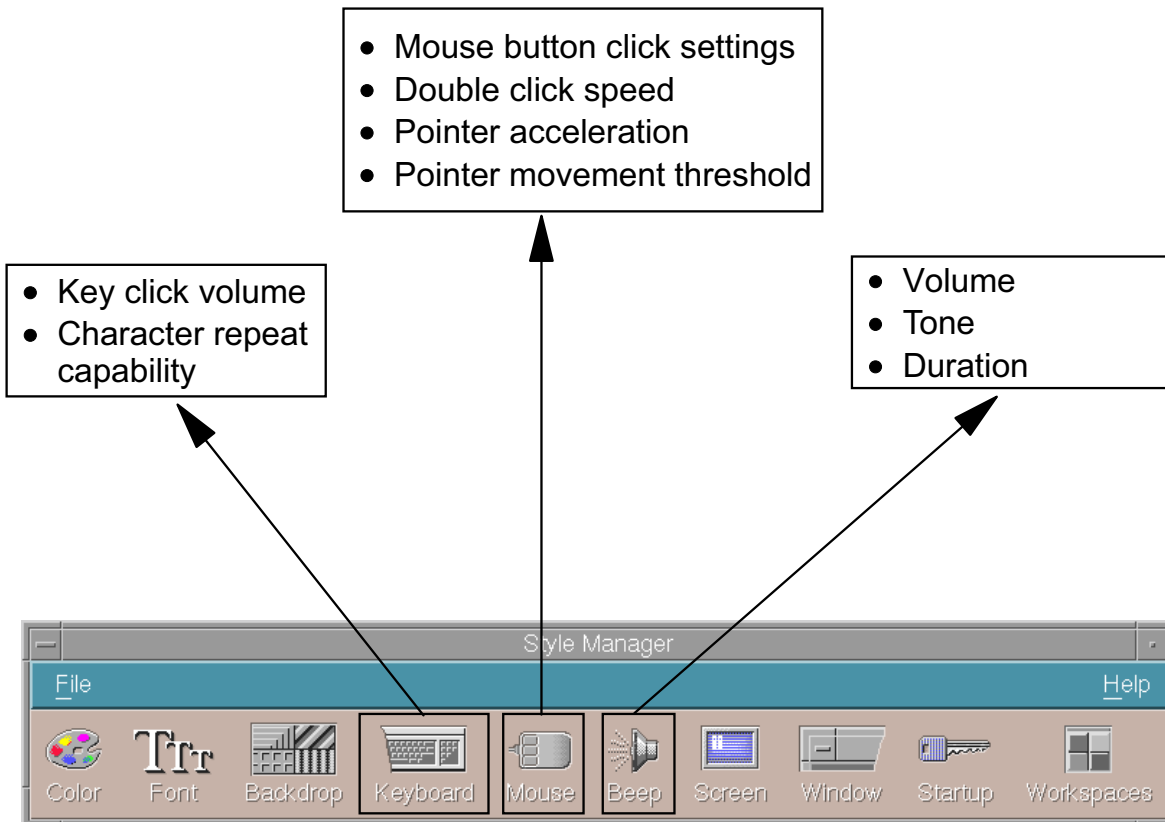 • Mouse button click settings
• Double click speed
• Pointer acceleration
• Pointer movement threshold
• Key click volume
• Character repeat
capability
• Volume
• Tone
• Duration
Style Manager
File Help
TTT
Color Font Backdrop Keyboard Mouse Beep Screen Window Startup Workspaces